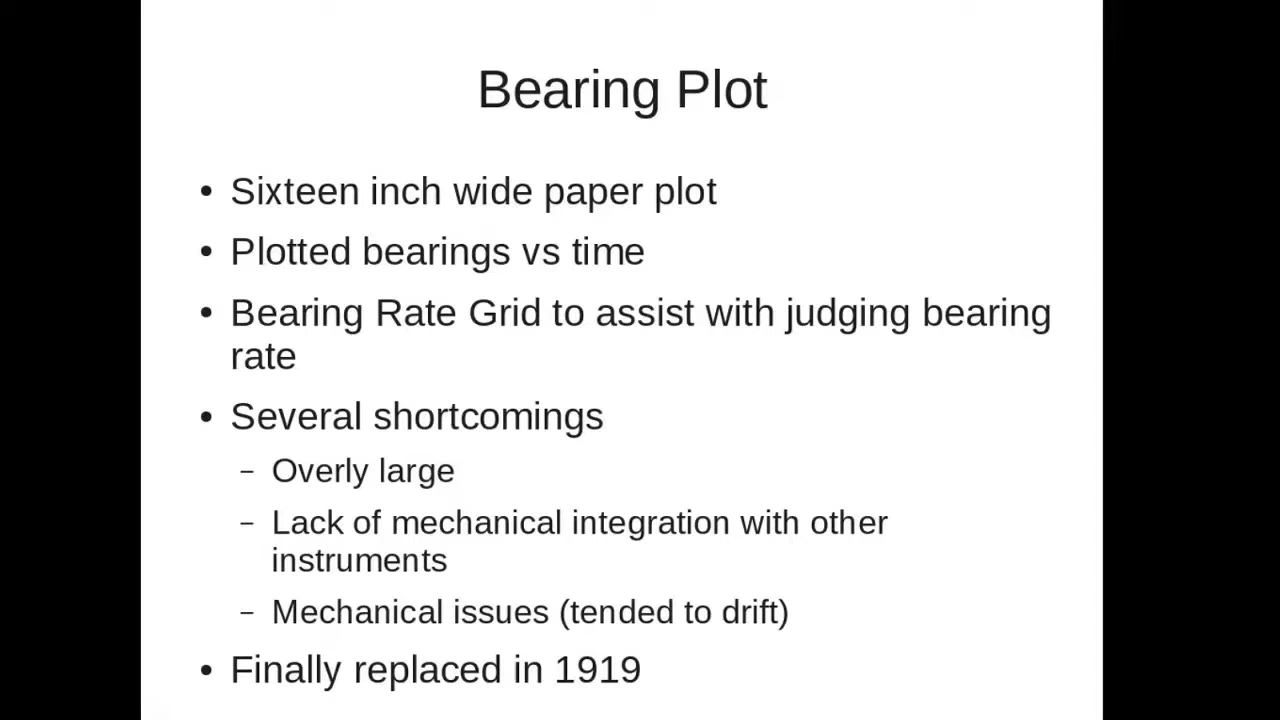 Bearing Plot
• Sixteen inch wide paper plot
• Plotted bearings vs time
• Bearing Rate Grid to assist with judging bearing
rate
• Several shortcomings
– Overly large
– Lack of mechanical integration with other
instruments
– Mechanical issues (tended to drift)
• Finally replaced in 1919